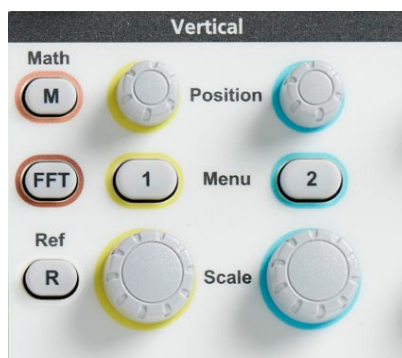 Vertical
Math
M
Position
FFT
1
Menu
2
Ref
R
Scale